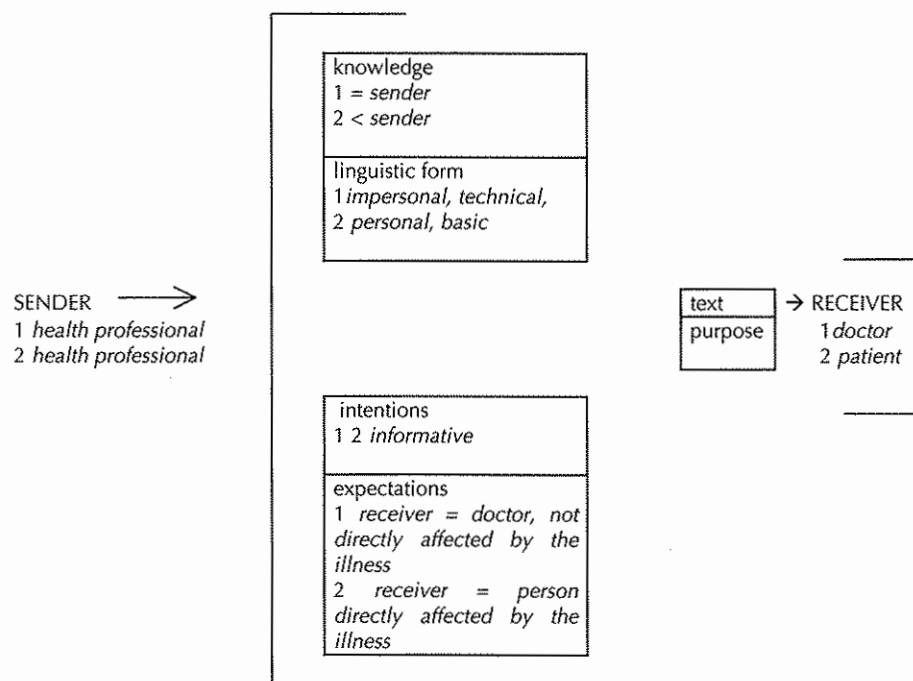 knowledge
1 = sender
2 < sender
linguistic form
1 impersonal, technical,
2 personal, basic
SENDER
1 health professional
2 health professional
text
purpose
→ RECEIVER
1 doctor
2 patient
intentions
1 2 informative
expectations
1 receiver = doctor, not
directly affected by the
illness
2 receiver = person
directly affected by the
illness